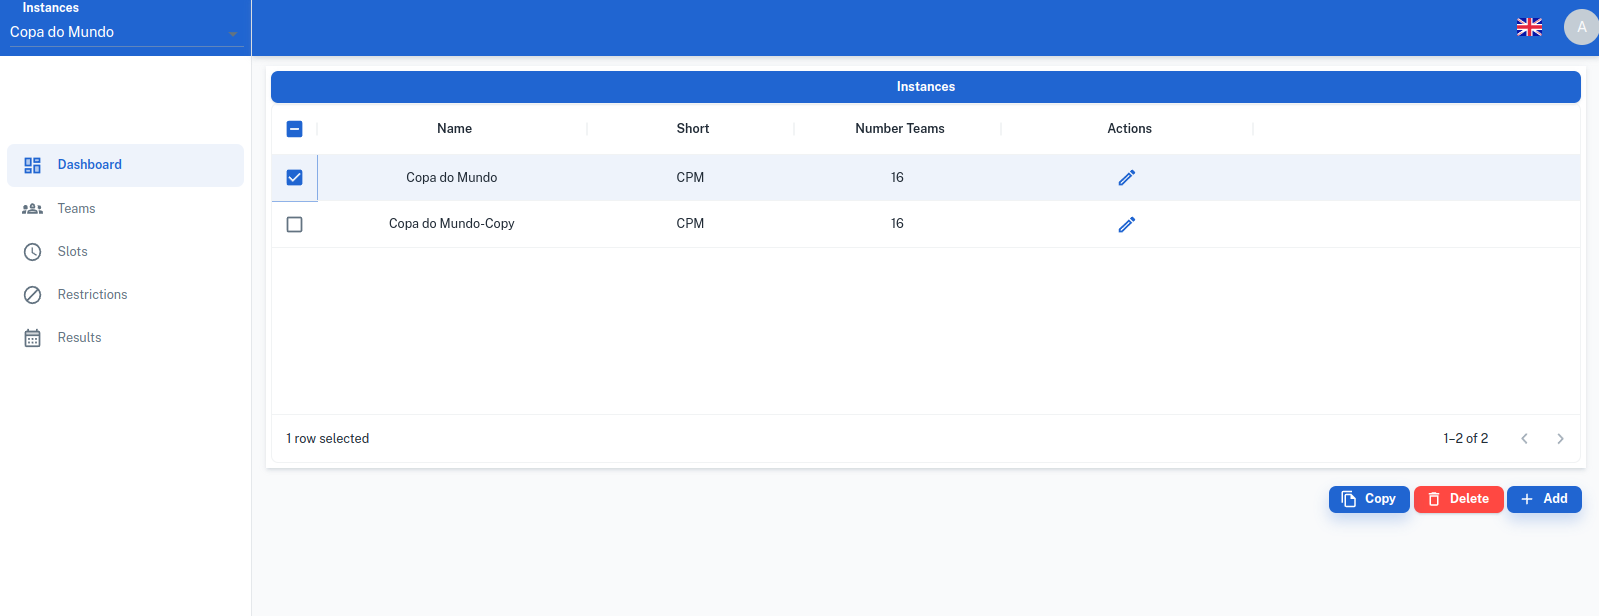 Instances
Copa do Mundo
A
Dashboard
Teams
Slots
Restrictions
Results
Instances
Name Short Number Teams Actions
Copa do Mundo CPM 16
Copa do Mundo-Copy CPM 16
1 row selected 1–2 of 2
Copy Delete Add